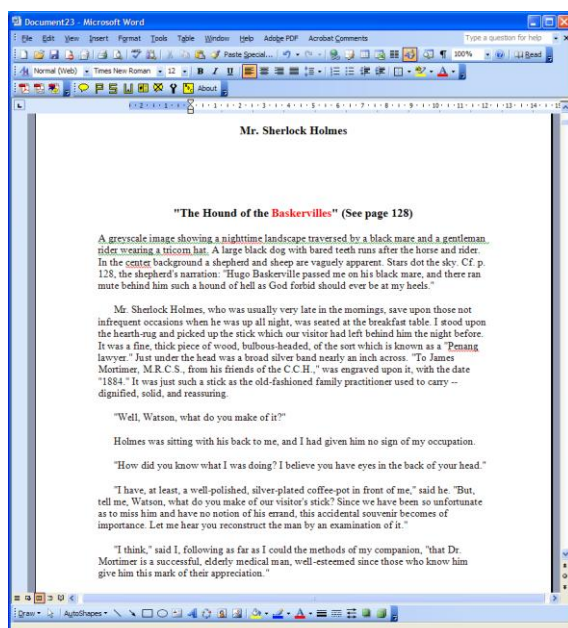 Document23 - Microsoft Word
File Edit View Insert Format Tools Table Window Help Adobe PDF Acrobat Comments Type a question for help
Paste Special... 100% Read
Normal (Web) Times New Roman 12 B I U
About
Mr. Sherlock Holmes
"The Hound of the Baskervilles" (See page 128)
A greyscale image showing a nighttime landscape traversed by a black mare and a gentleman
rider wearing a tricorn hat. A large black dog with bared teeth runs after the horse and rider.
In the center background a shepherd and sheep are vaguely apparent. Stars dot the sky. Cf. p.
128, the shepherd's narration: "Hugo Baskerville passed me on his black mare, and there ran
mute behind him such a hound of hell as God forbid should ever be at my heels."
Mr. Sherlock Holmes, who was usually very late in the mornings, save upon those not
infrequent occasions when he was up all night, was seated at the breakfast table. I stood upon
the hearth-rug and picked up the stick which our visitor had left behind him the night before.
It was a fine, thick piece of wood, bulbous-headed, of the sort which is known as a "Penang
lawyer." Just under the head was a broad silver band nearly an inch across. "To James
Mortimer, M.R.C.S., from his friends of the C.C.H.," was engraved upon it, with the date
"1884." It was just such a stick as the old-fashioned family practitioner used to carry --
dignified, solid, and reassuring.
"Well, Watson, what do you make of it?"
Holmes was sitting with his back to me, and I had given him no sign of my occupation.
"How did you know what I was doing? I believe you have eyes in the back of your head."
"I have, at least, a well-polished, silver-plated coffee-pot in front of me," said he. "But,
tell me, Watson, what do you make of our visitor's stick? Since we have been so unfortunate
as to miss him and have no notion of his errand, this accidental souvenir becomes of
importance. Let me hear you reconstruct the man by an examination of it."
"I think," said I, following as far as I could the methods of my companion, "that Dr.
Mortimer is a successful, elderly medical man, well-esteemed since those who know him
give him this mark of their appreciation."
Draw AutoShapes